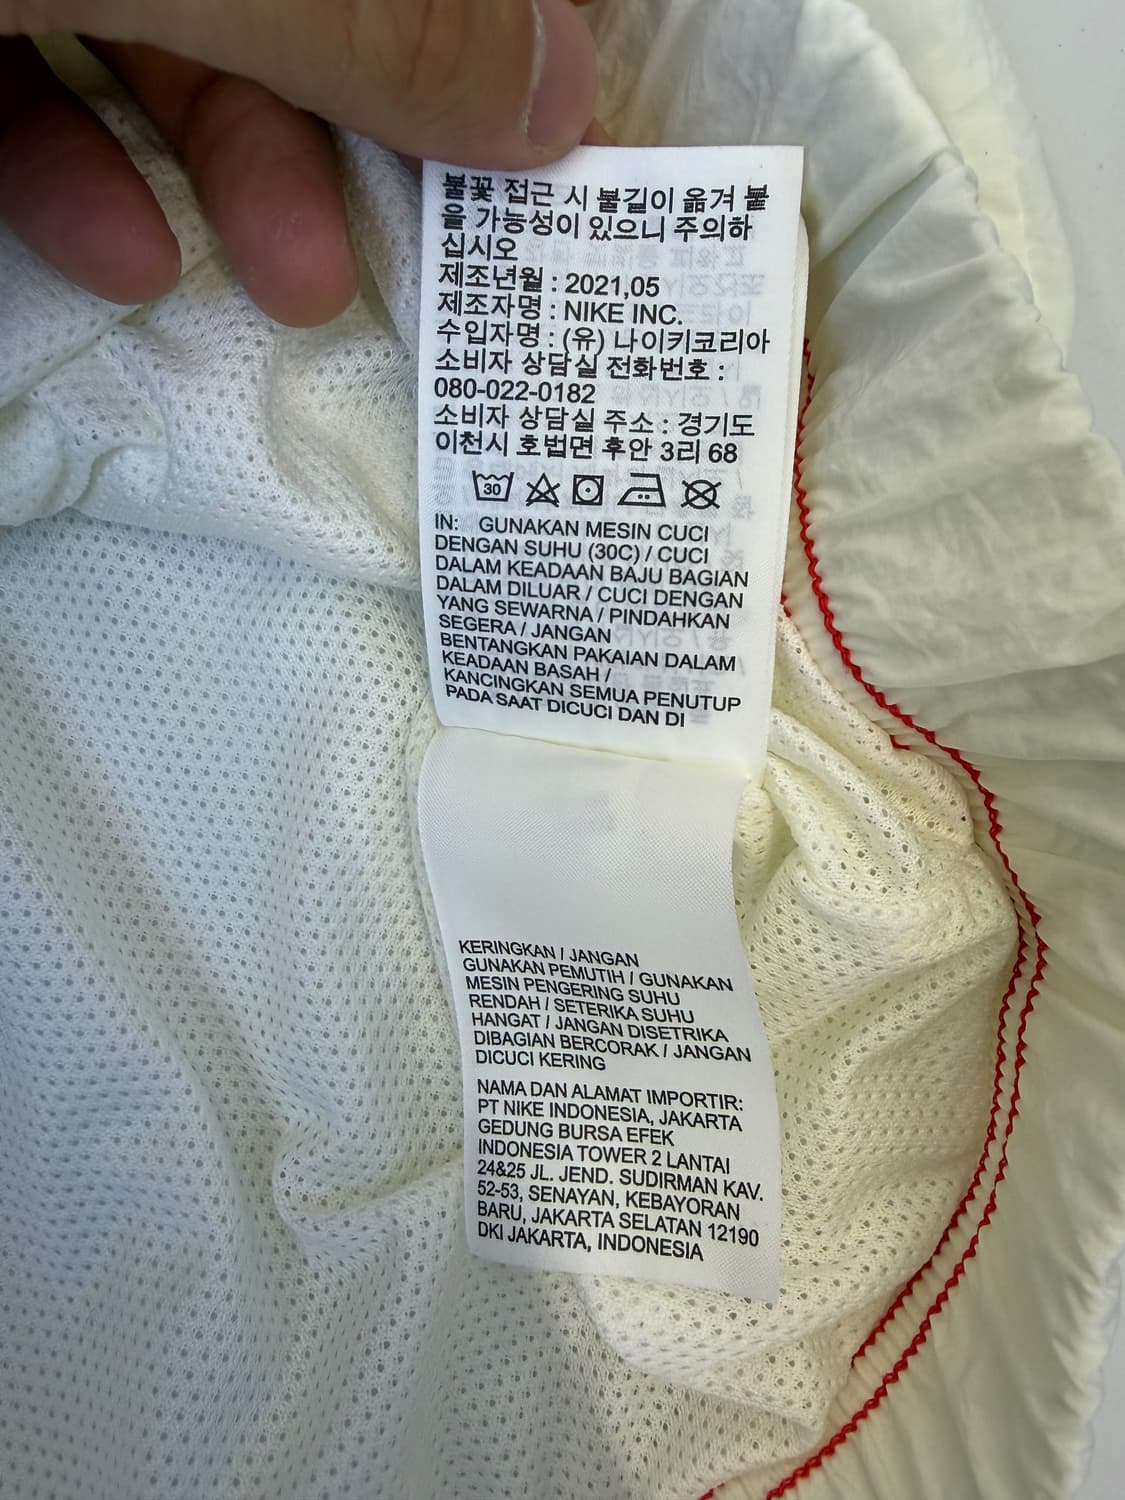 불꽃 접근 시 불길이 옮겨 붙
을 가능성이 있으니 주의하
십시오
제조년월 : 2021,05
제조자명 : NIKE INC.
수입자명 : (유) 나이키코리아
소비자 상담실 전화번호 :
080-022-0182
소비자 상담실 주소 : 경기도
이천시 호법면 후안 3리 68
30
IN: GUNAKAN MESIN CUCI
DENGAN SUHU (30C) / CUCI
DALAM KEADAAN BAJU BAGIAN
DALAM DILUAR / CUCI DENGAN
YANG SEWARNA / PINDAHKAN
SEGERA / JANGAN
BENTANGKAN PAKAIAN DALAM
KEADAAN BASAH /
KANCINGKAN SEMUA PENUTUP
PADA SAAT DICUCI DAN DI
KERINGKAN / JANGAN
GUNAKAN PEMUTIH / GUNAKAN
MESIN PENGERING SUHU
RENDAH / SETERIKA SUHU
HANGAT / JANGAN DISETRIKA
DIBAGIAN BERCORAK / JANGAN
DICUCI KERING
NAMA DAN ALAMAT IMPORTIR:
PT NIKE INDONESIA, JAKARTA
GEDUNG BURSA EFEK
INDONESIA TOWER 2 LANTAI
24&25 JL. JEND. SUDIRMAN KAV.
52-53, SENAYAN, KEBAYORAN
BARU, JAKARTA SELATAN 12190
DKI JAKARTA, INDONESIA